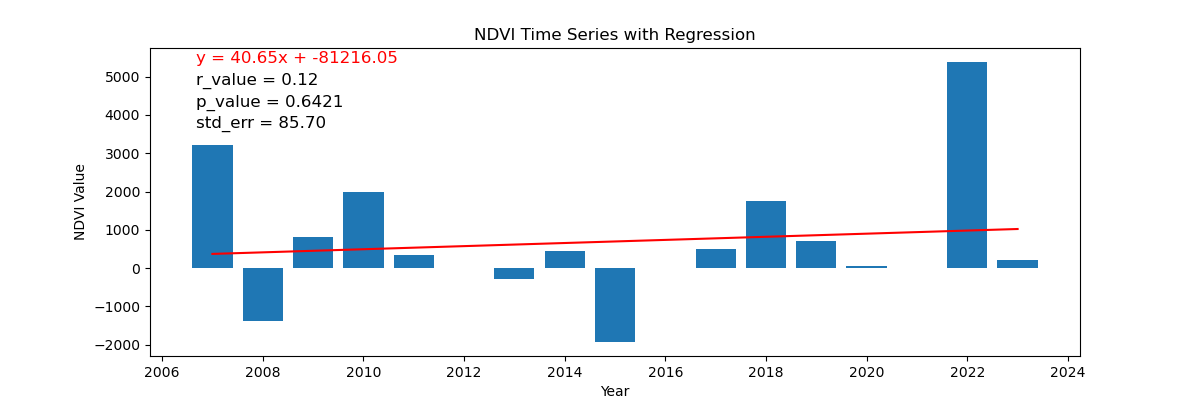 NDVI Time Series with Regression
y = 40.65x + -81216.05
r_value = 0.12
p_value = 0.6421
std_err = 85.70
5000
4000
3000
2000
1000
0
−1000
−2000
NDVI Value
2006 2008 2010 2012 2014 2016 2018 2020 2022 2024
Year